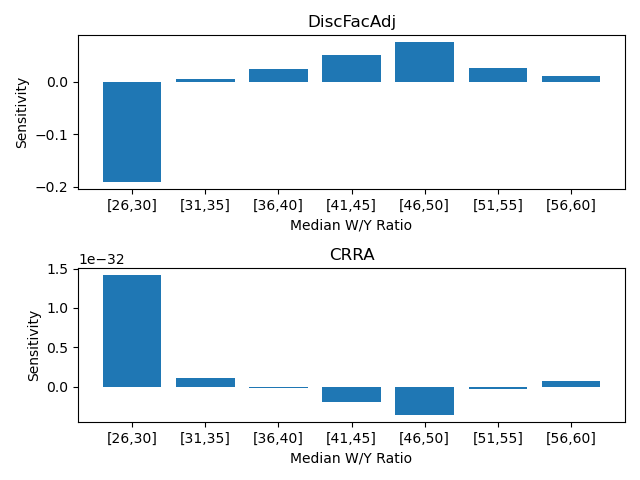 DiscFacAdj
Sensitivity
0.0
−0.1
−0.2
[26,30] [31,35] [36,40] [41,45] [46,50] [51,55] [56,60]
Median W/Y Ratio
CRRA
1e−32
Sensitivity
1.5
1.0
0.5
0.0
[26,30] [31,35] [36,40] [41,45] [46,50] [51,55] [56,60]
Median W/Y Ratio